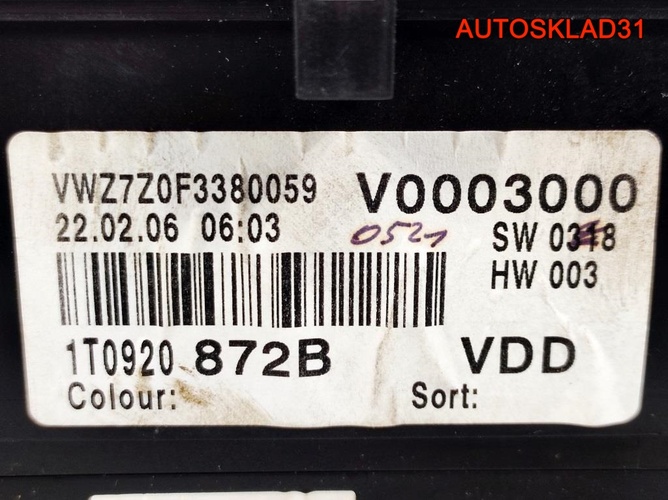 AUTOSKLAD31
VWZ7Z0F3380059 V0003000
22.02.06 06:03 0521 SW 0318
HW 003
1T0920 872B VDD
Colour: Sort: